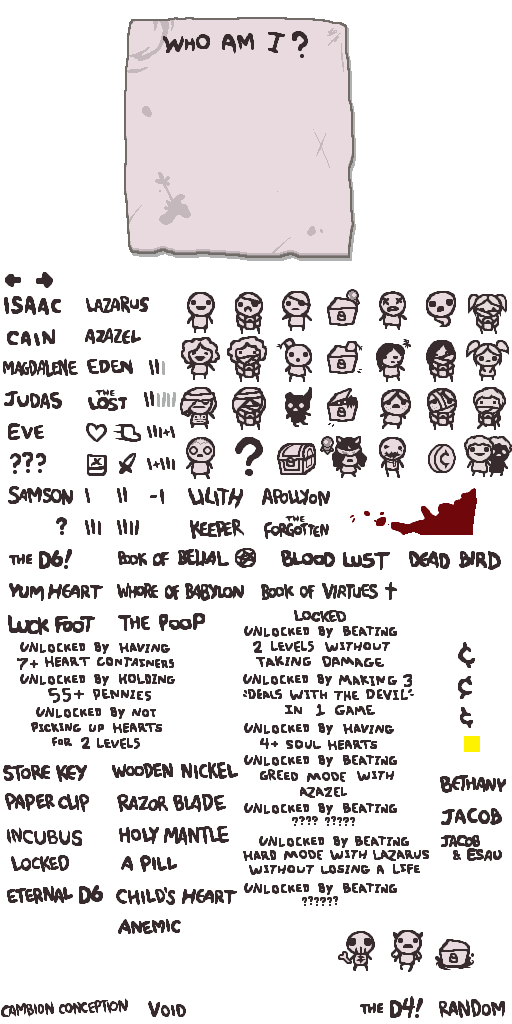 WHO AM I?
ISAAC LAZARUS
CAIN AZAZEL
MAGDALENE EDEN
JUDAS THE LOST
EVE
???
?
SAMSON LILITH APOLLYON
? KEEPER THE FORGOTTEN
THE D6! BOOK OF BELIAL BLOOD LUST DEAD BIRD
YUM HEART WHORE OF BABYLON BOOK OF VIRTUES
LUCK FOOT THE POOP
UNLOCKED BY HAVING
7+ HEART CONTAINERS
UNLOCKED BY HOLDING
55+ PENNIES
UNLOCKED BY NOT
PICKING UP HEARTS
FOR 2 LEVELS
LOCKED
UNLOCKED BY BEATING
2 LEVELS WITHOUT
TAKING DAMAGE
UNLOCKED BY MAKING 3
"DEALS WITH THE DEVIL"
IN 1 GAME
UNLOCKED BY HAVING
4+ SOUL HEARTS
UNLOCKED BY BEATING
GREED MODE WITH
AZAZEL
UNLOCKED BY BEATING
???? ?????
UNLOCKED BY BEATING
HARD MODE WITH LAZARUS
WITHOUT LOSING A LIFE
UNLOCKED BY BEATING
??????
¢
¢
¢
STORE KEY WOODEN NICKEL
PAPER CLIP RAZOR BLADE
INCUBUS HOLY MANTLE
LOCKED A PILL
ETERNAL D6 CHILD'S HEART
ANEMIC
BETHANY
JACOB
JACOB
& ESAU
CAMBION CONCEPTION VOID THE D4! RANDOM